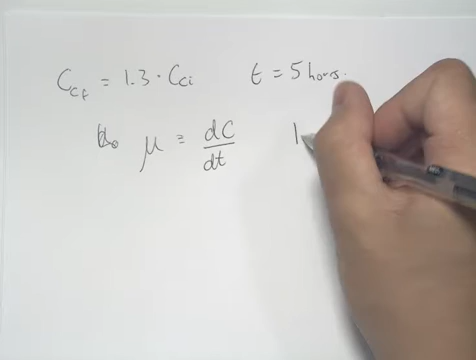 C_cf = 1.3 · C_ci t = 5 hours.
μ = dC/dt